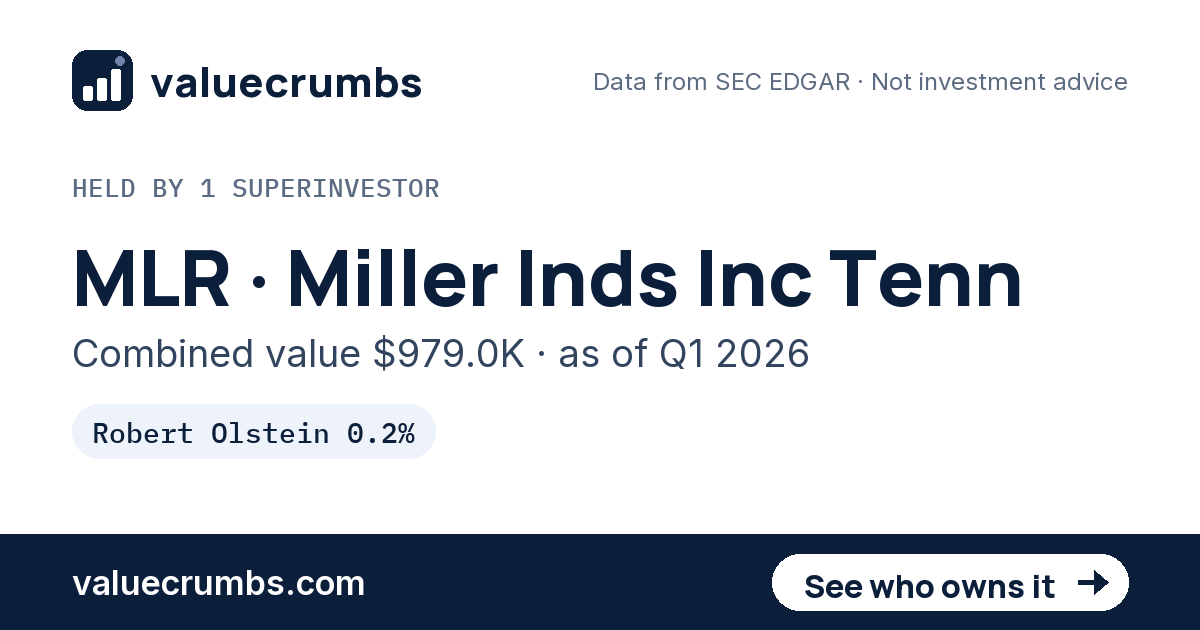 valuecrumbs
Data from SEC EDGAR · Not investment advice
HELD BY 1 SUPERINVESTOR
MLR · Miller Inds Inc Tenn
Combined value $979.0K · as of Q1 2026
Robert Olstein 0.2%
valuecrumbs.com
See who owns it →